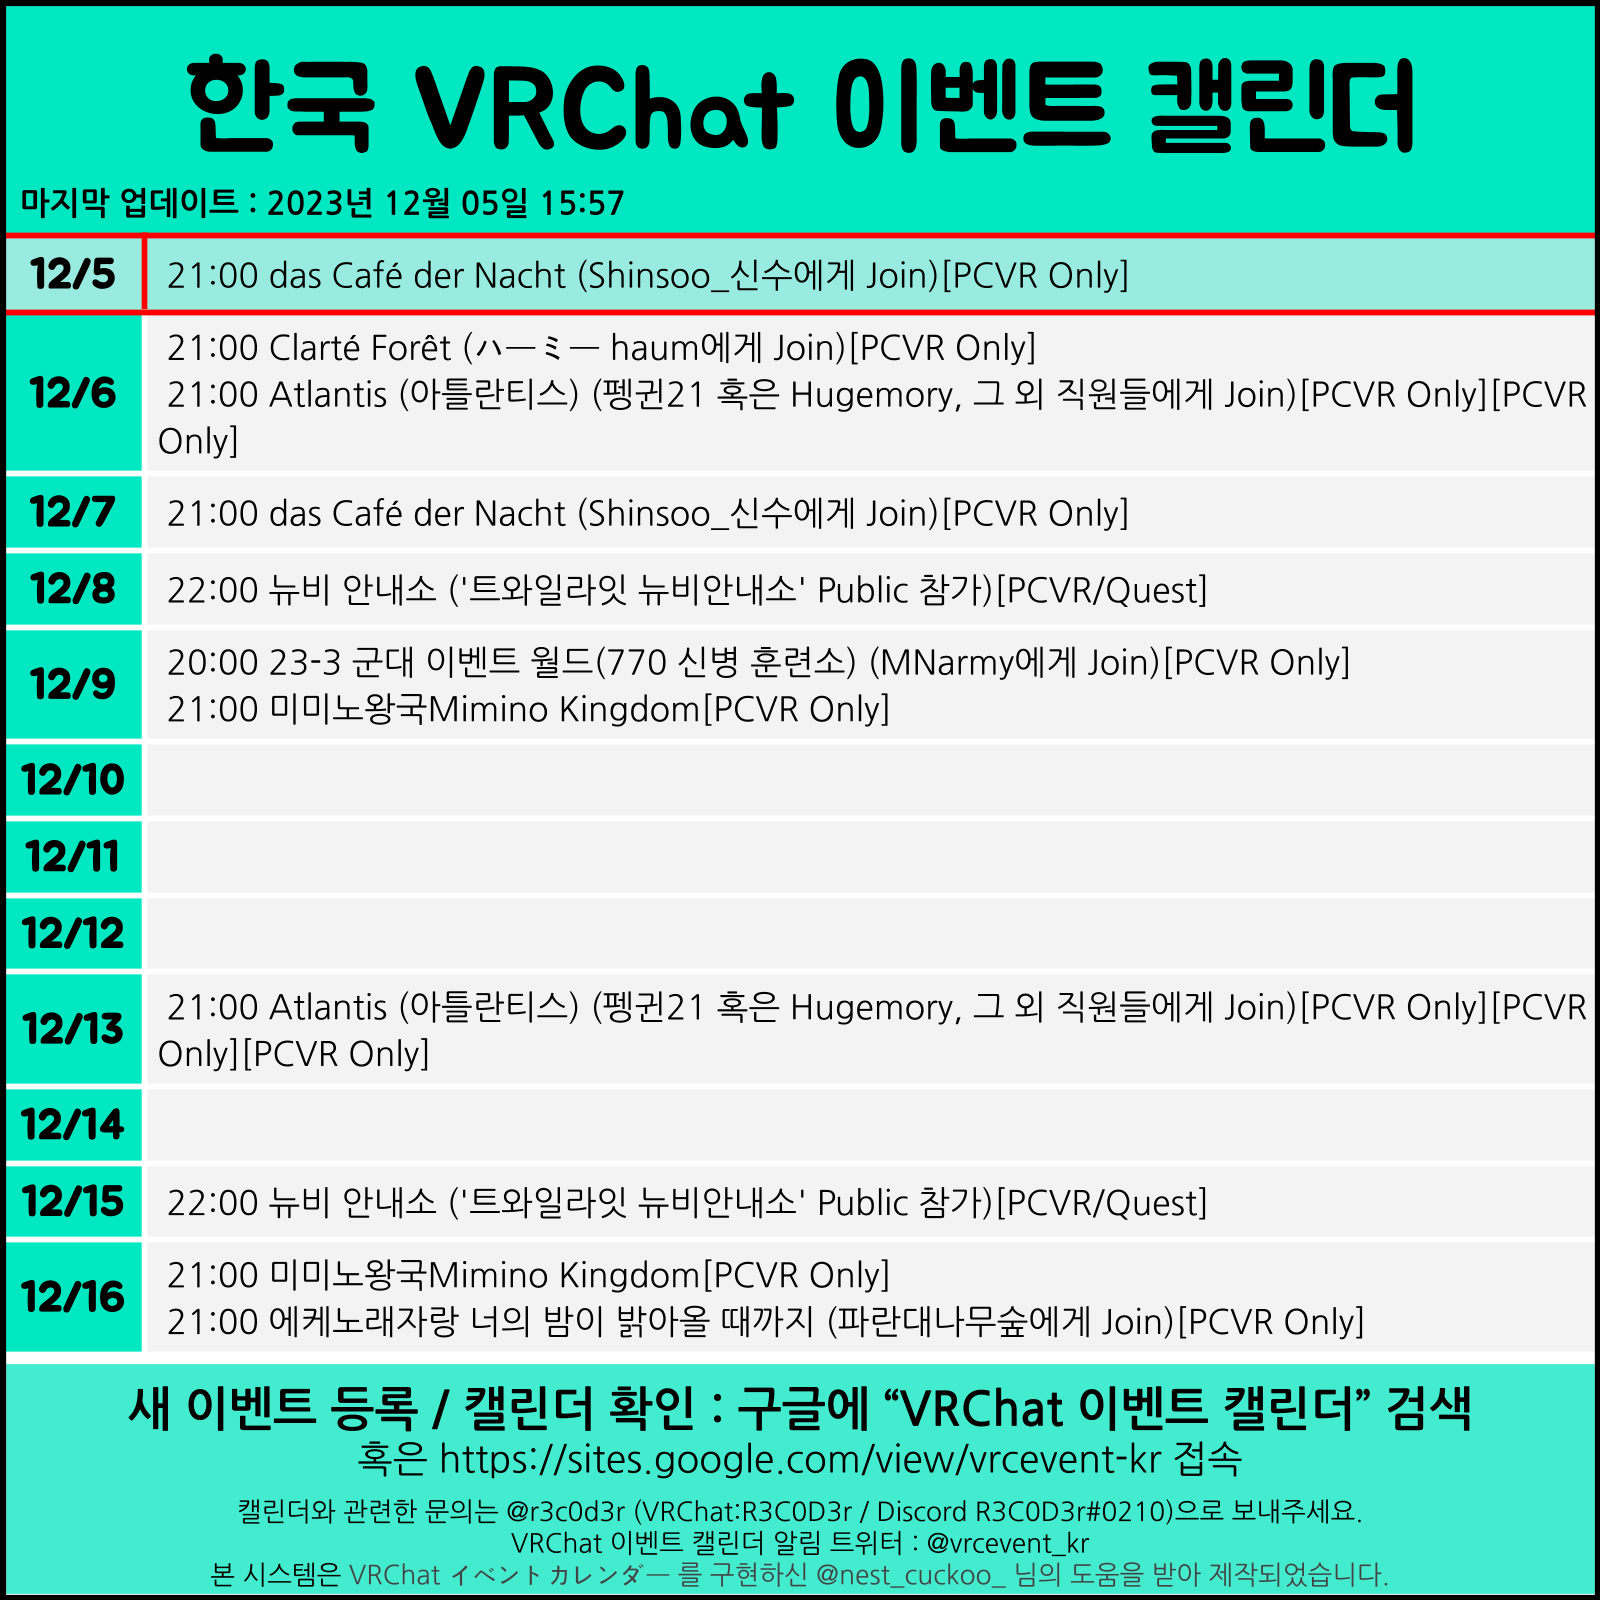 한국 VRChat 이벤트 캘린더
마지막 업데이트 : 2023년 12월 05일 15:57
12/5
21:00 das Café der Nacht (Shinsoo_신수에게 Join)[PCVR Only]
12/6
21:00 Clarté Forêt (ハーミー haum에게 Join)[PCVR Only]
21:00 Atlantis (아틀란티스) (펭귄21 혹은 Hugemory, 그 외 직원들에게 Join)[PCVR Only][PCVR
Only]
12/7
21:00 das Café der Nacht (Shinsoo_신수에게 Join)[PCVR Only]
12/8
22:00 뉴비 안내소 ('트와일라잇 뉴비안내소' Public 참가)[PCVR/Quest]
12/9
20:00 23-3 군대 이벤트 월드(770 신병 훈련소) (MNarmy에게 Join)[PCVR Only]
21:00 미미노왕국Mimino Kingdom[PCVR Only]
12/10
12/11
12/12
12/13
21:00 Atlantis (아틀란티스) (펭귄21 혹은 Hugemory, 그 외 직원들에게 Join)[PCVR Only][PCVR
Only][PCVR Only]
12/14
12/15
22:00 뉴비 안내소 ('트와일라잇 뉴비안내소' Public 참가)[PCVR/Quest]
12/16
21:00 미미노왕국Mimino Kingdom[PCVR Only]
21:00 에케노래자랑 너의 밤이 밝아올 때까지 (파란대나무숲에게 Join)[PCVR Only]
새 이벤트 등록 / 캘린더 확인 : 구글에 “VRChat 이벤트 캘린더” 검색
혹은 https://sites.google.com/view/vrcevent-kr 접속
캘린더와 관련한 문의는 @r3c0d3r (VRChat:R3C0D3r / Discord R3C0D3r#0210)으로 보내주세요.
VRChat 이벤트 캘린더 알림 트위터 : @vrcevent_kr
본 시스템은 VRChat イベントカレンダー 를 구현하신 @nest_cuckoo_ 님의 도움을 받아 제작되었습니다.